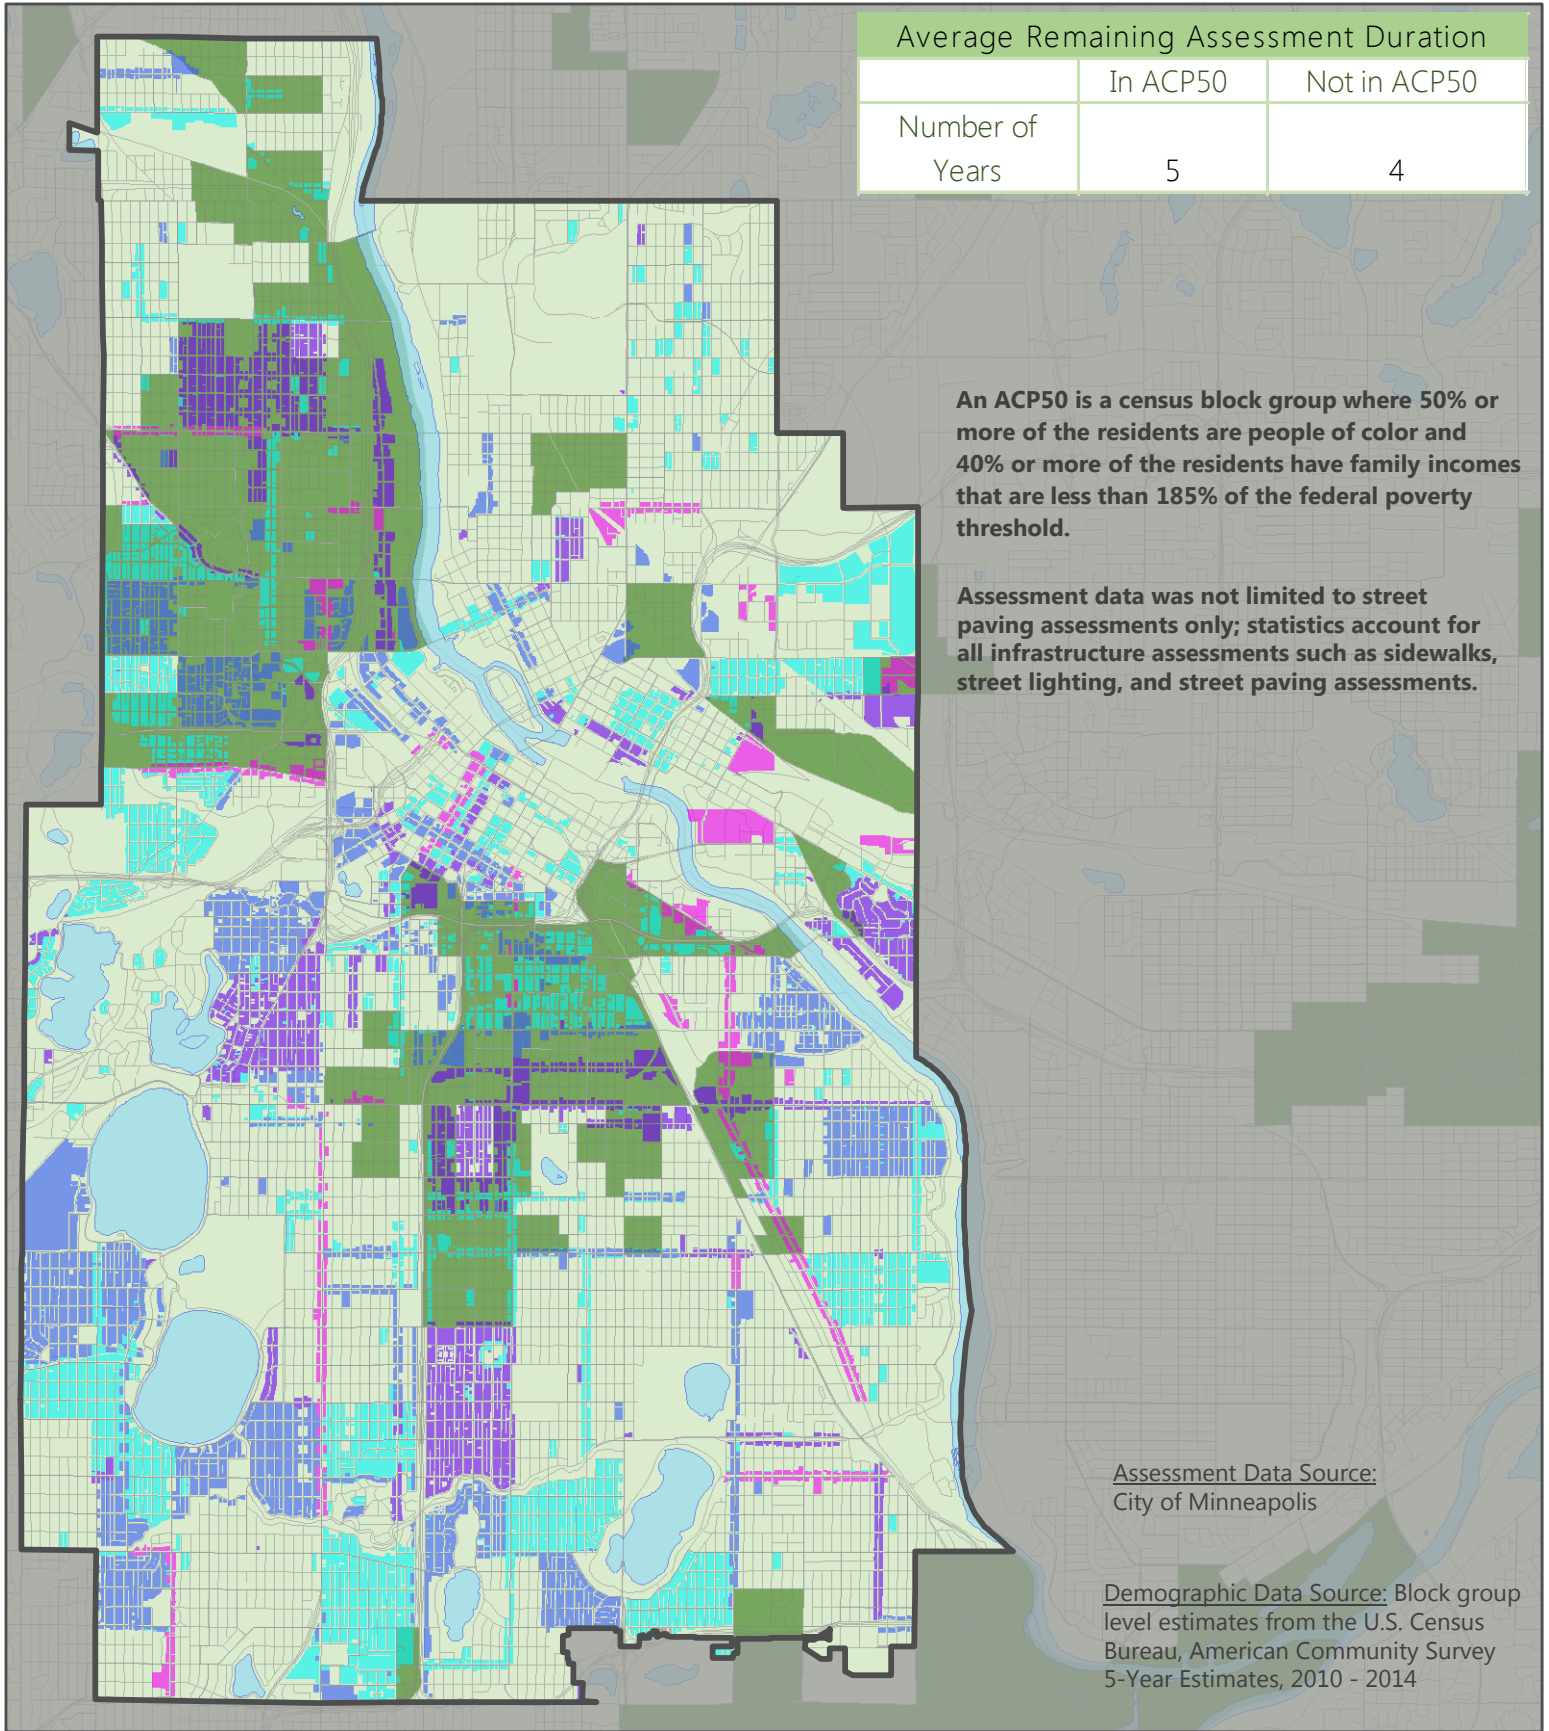 Average Remaining Assessment Duration
In ACP50 Not in ACP50
Number of
Years 5 4
An ACP50 is a census block group where 50% or
more of the residents are people of color and
40% or more of the residents have family incomes
that are less than 185% of the federal poverty
threshold.
Assessment data was not limited to street
paving assessments only; statistics account for
all infrastructure assessments such as sidewalks,
street lighting, and street paving assessments.
Assessment Data Source:
City of Minneapolis
Demographic Data Source: Block group
level estimates from the U.S. Census
Bureau, American Community Survey
5-Year Estimates, 2010 - 2014